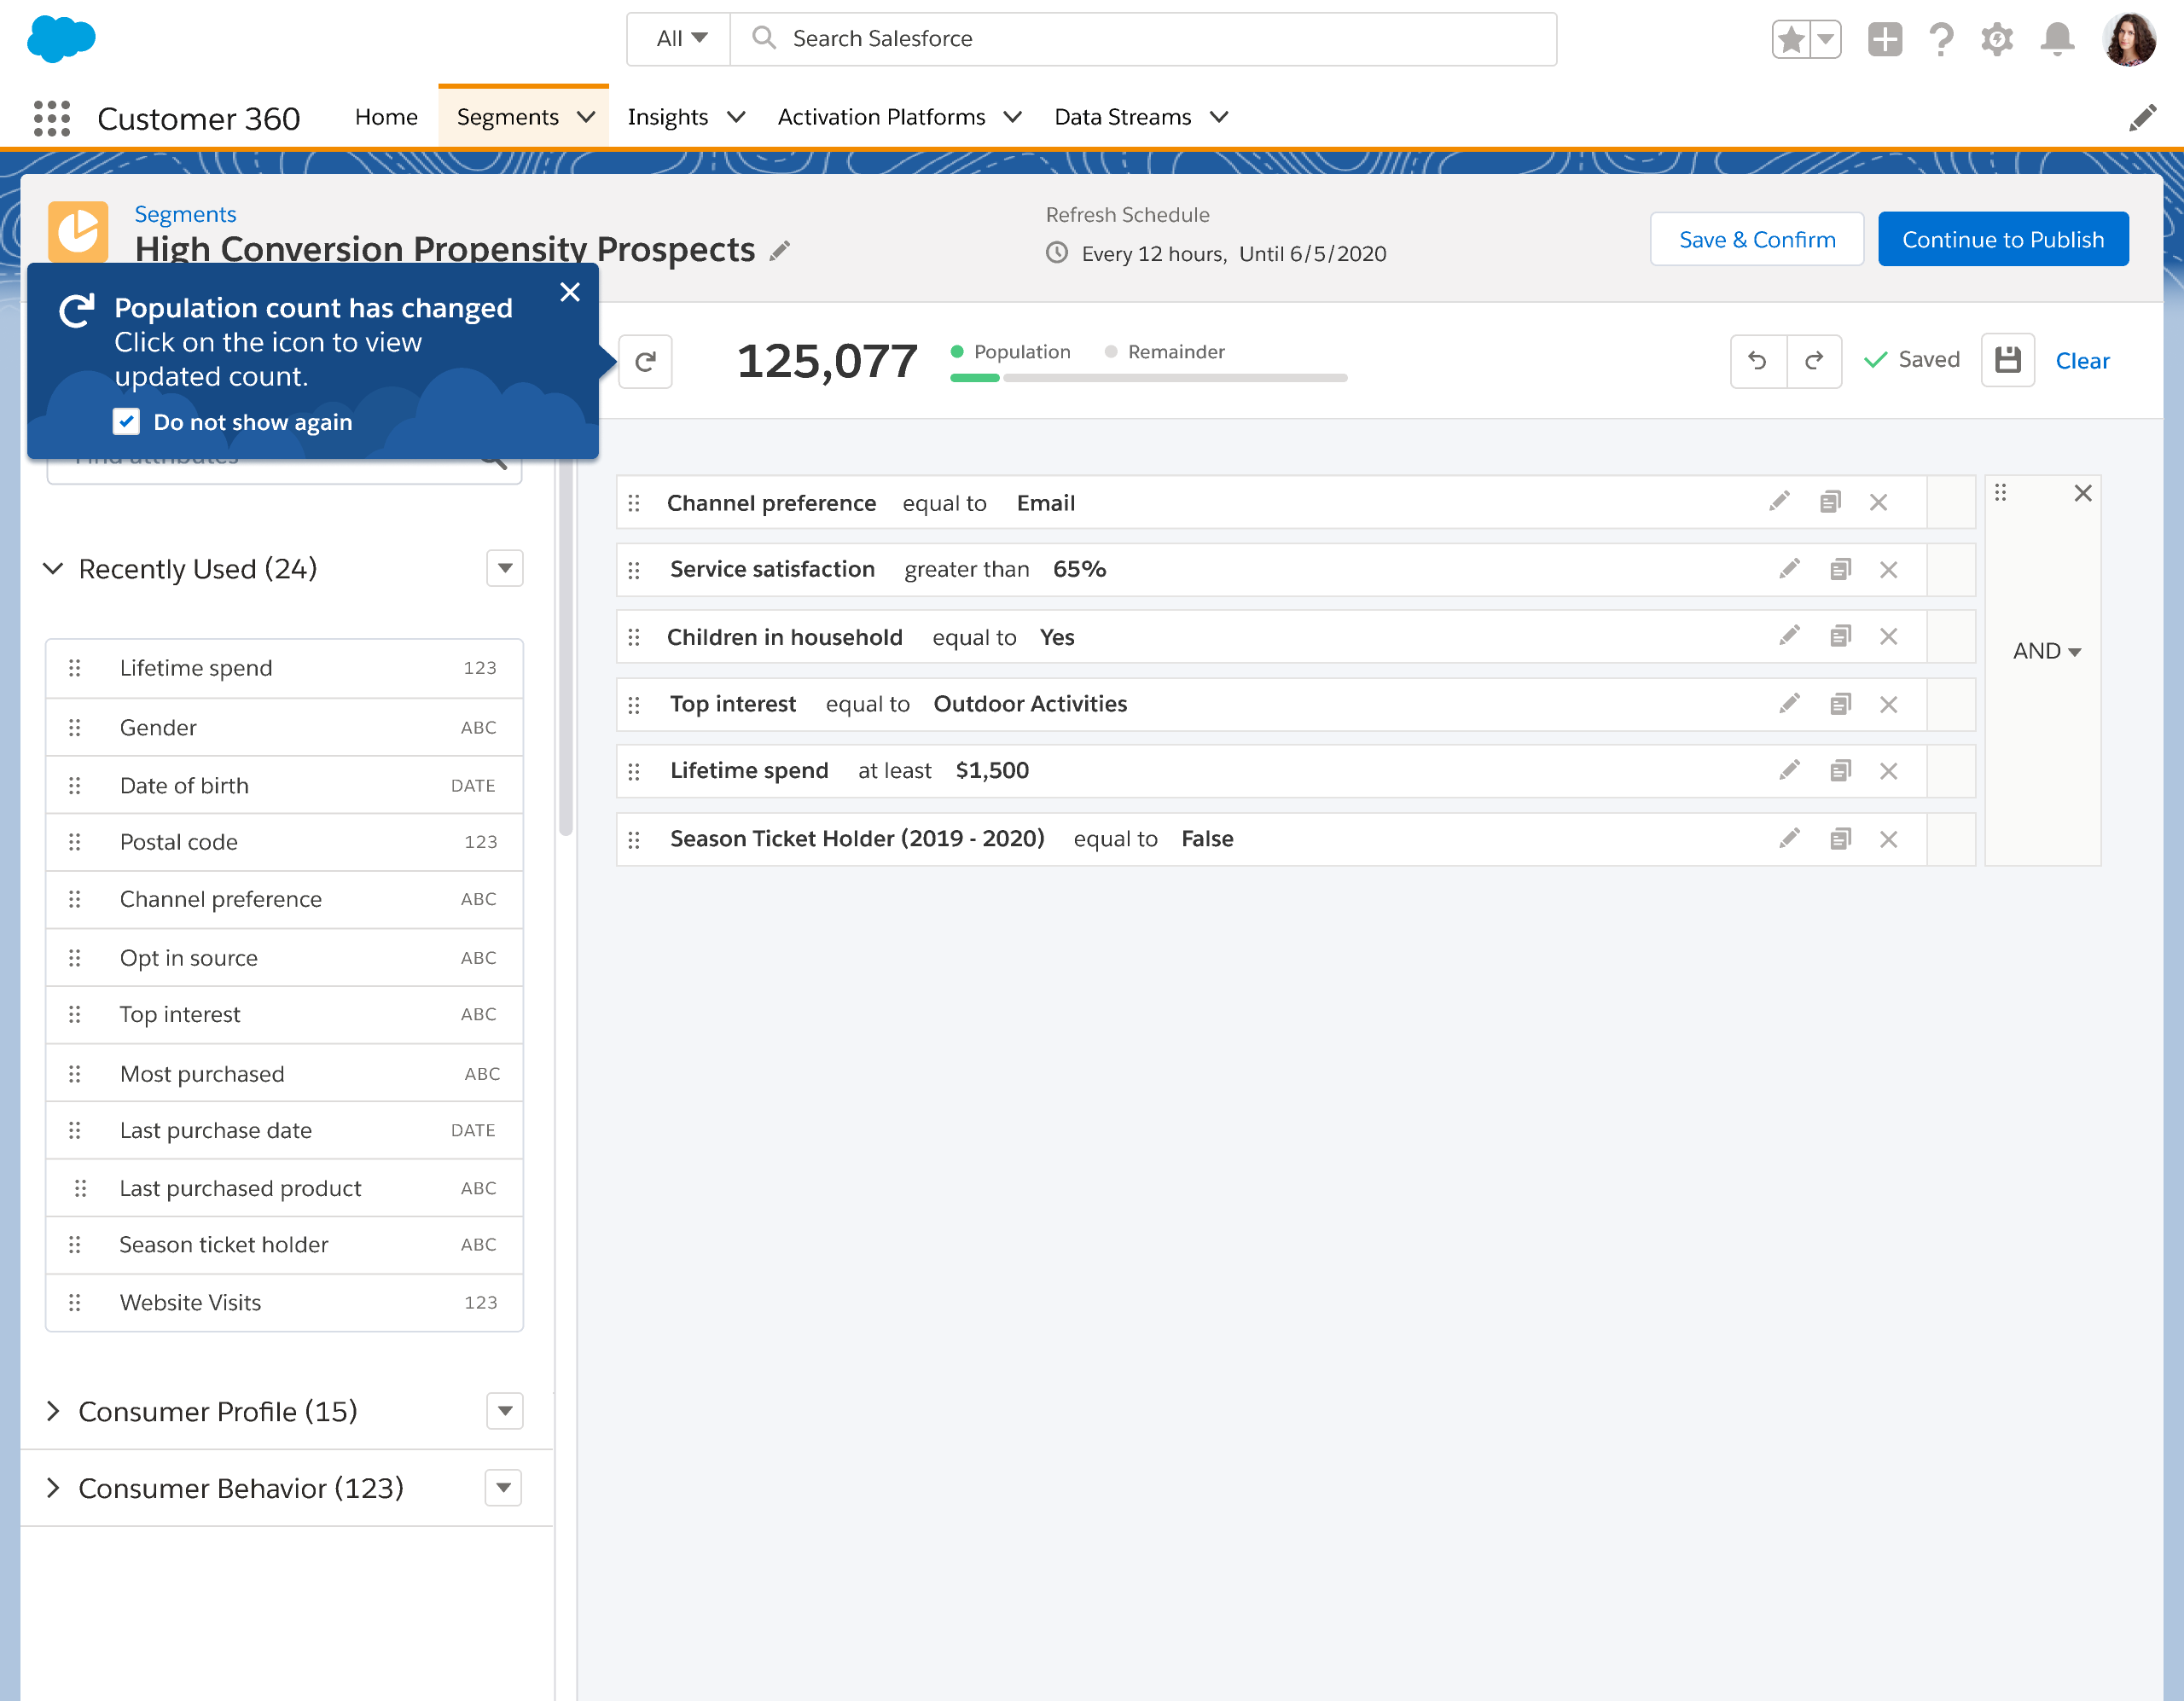 All
Search Salesforce
Customer 360
Home
Segments
Insights
Activation Platforms
Data Streams
Segments
High Conversion Propensity Prospects
Refresh Schedule
Every 12 hours, Until 6/5/2020
Save & Confirm
Continue to Publish
Population count has changed
Click on the icon to view
updated count.
Do not show again
125,077
Population
Remainder
Saved
Clear
Find attributes
Recently Used (24)
Lifetime spend 123
Gender ABC
Date of birth DATE
Postal code 123
Channel preference ABC
Opt in source ABC
Top interest ABC
Most purchased ABC
Last purchase date DATE
Last purchased product ABC
Season ticket holder ABC
Website Visits 123
Consumer Profile (15)
Consumer Behavior (123)
Channel preference equal to Email
Service satisfaction greater than 65%
Children in household equal to Yes
Top interest equal to Outdoor Activities
Lifetime spend at least $1,500
Season Ticket Holder (2019 - 2020) equal to False
AND